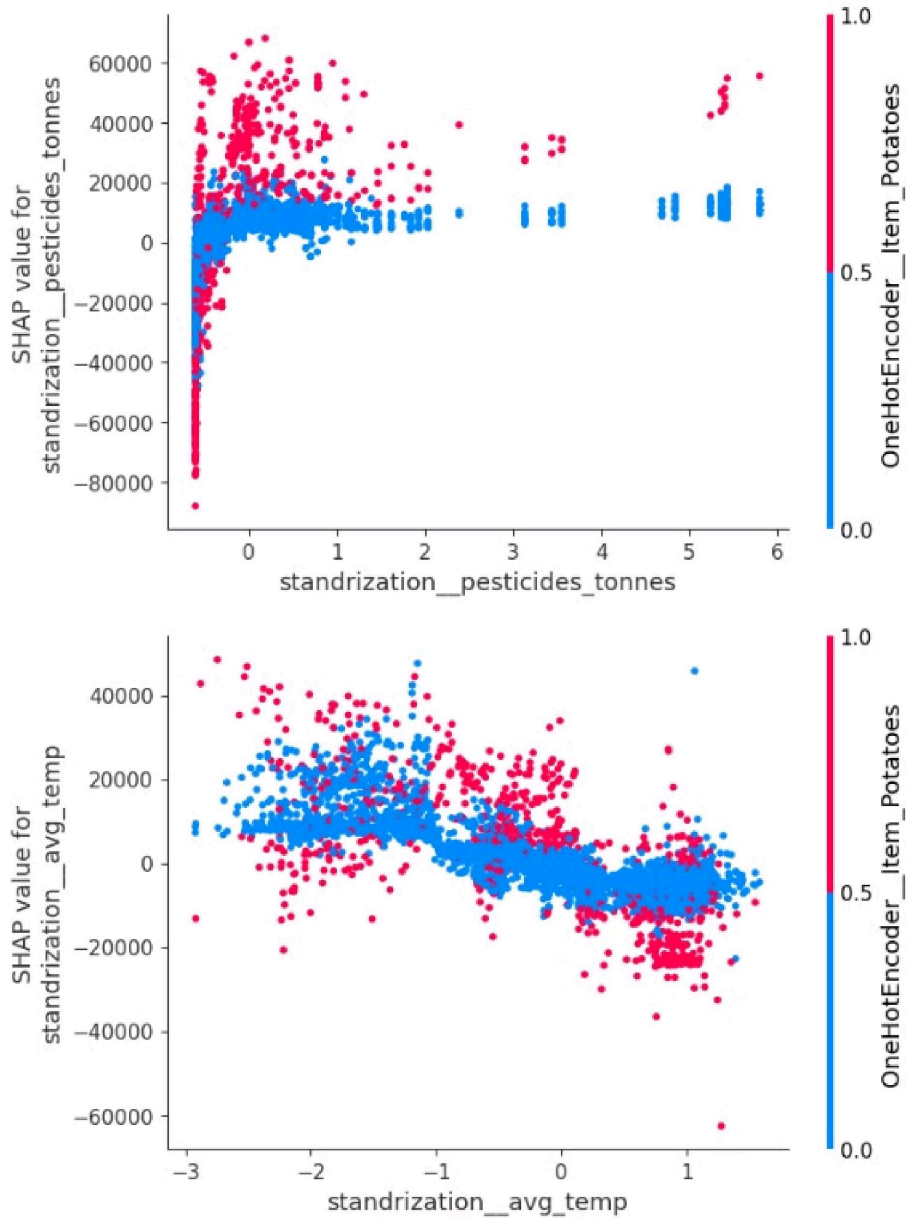 60000
40000
20000
0
−20000
−40000
−60000
−80000
SHAP value for
standrization__pesticides_tonnes
0 1 2 3 4 5 6
standrization__pesticides_tonnes
1.0
0.5
0.0
OneHotEncoder__Item_Potatoes
40000
20000
0
−20000
−40000
−60000
SHAP value for
standrization__avg_temp
−3 −2 −1 0 1
standrization__avg_temp
1.0
0.5
0.0
OneHotEncoder__Item_Potatoes